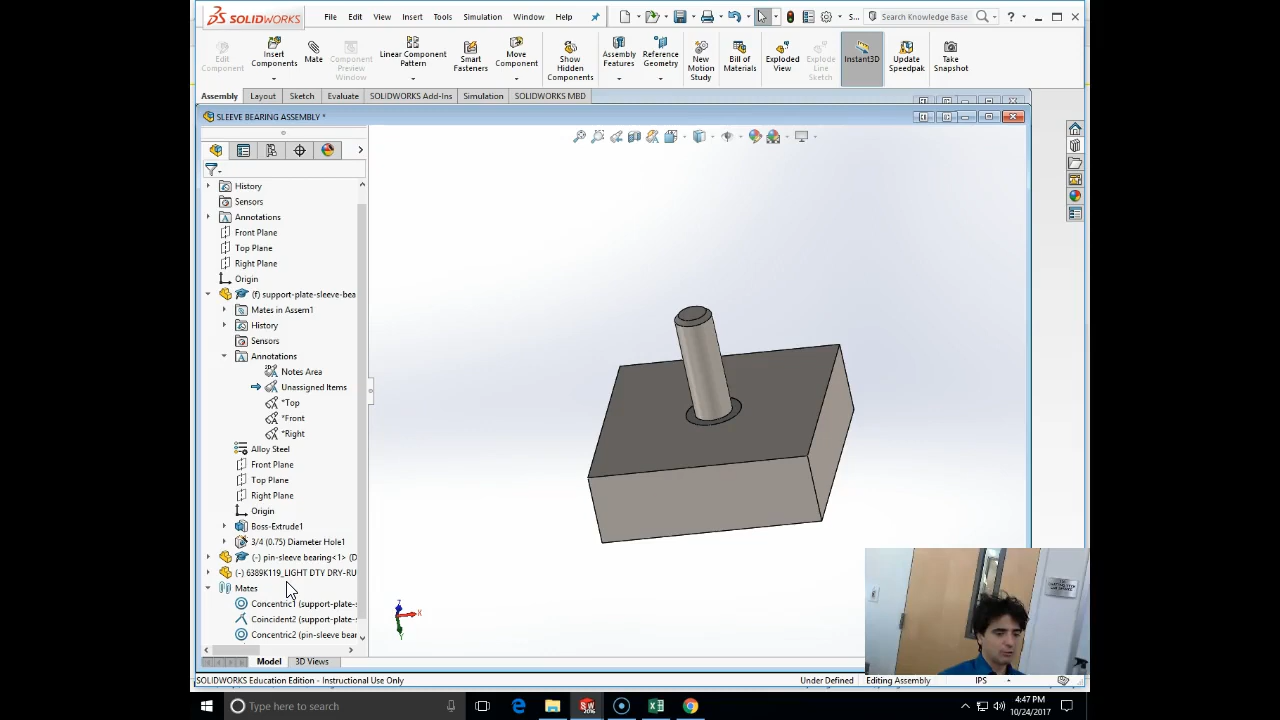 SOLIDWORKS File Edit View Insert Tools Simulation Window Help S... Search Knowledge Base ?
Edit Component Insert Components Mate Component Preview Window Linear Component Pattern Smart Fasteners Move Component Show Hidden Components Assembly Features Reference Geometry New Motion Study Bill of Materials Exploded View Explode Line Sketch Instant3D Update Speedpak Take Snapshot
Assembly Layout Sketch Evaluate SOLIDWORKS Add-Ins Simulation SOLIDWORKS MBD
SLEEVE BEARING ASSEMBLY *
History
Sensors
Annotations
Front Plane
Top Plane
Right Plane
Origin
(f) support-plate-sleeve-bea
Mates in Assem1
History
Sensors
Annotations
Notes Area
Unassigned Items
*Top
*Front
*Right
Alloy Steel
Front Plane
Top Plane
Right Plane
Origin
Boss-Extrude1
3/4 (0.75) Diameter Hole1
(-) pin-sleeve bearing<1> (D
(-) 6389K119_LIGHT DTY DRY-RU
Mates
Concentric1 (support-plate-s
Coincident2 (support-plate-s
Concentric2 (pin-sleeve bear
X
Y
Z
Model 3D Views
SOLIDWORKS Education Edition - Instructional Use Only Under Defined Editing Assembly IPS
Type here to search
4:47 PM
10/24/2017